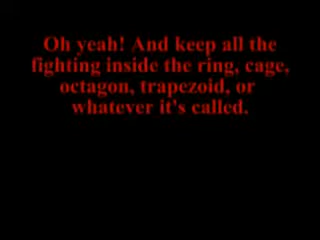 Oh yeah! And keep all the
fighting inside the ring, cage,
octagon, trapezoid, or
whatever it's called.